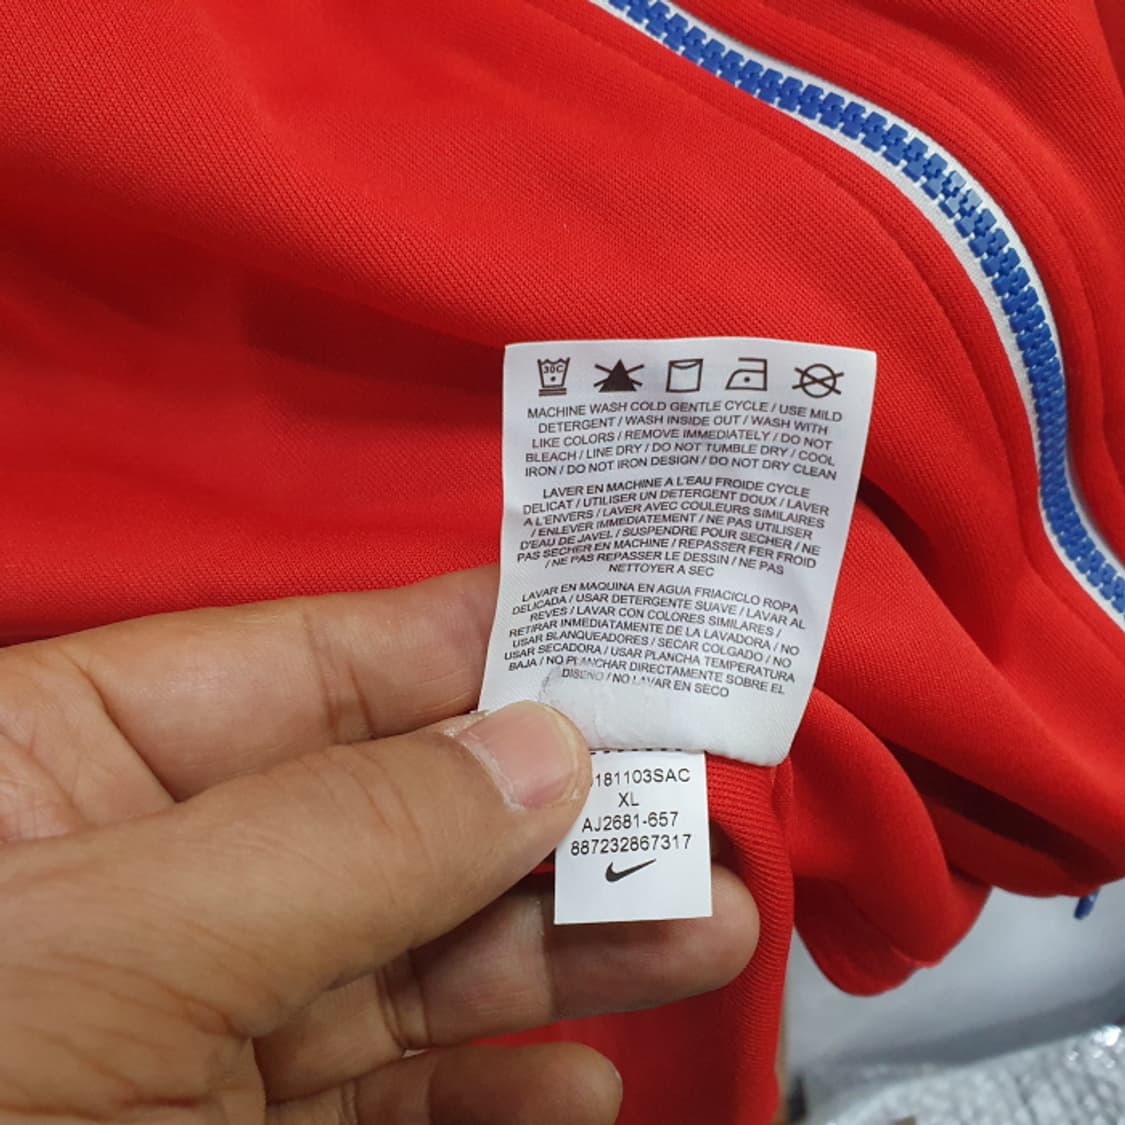 30C
MACHINE WASH COLD GENTLE CYCLE / USE MILD
DETERGENT / WASH INSIDE OUT / WASH WITH
LIKE COLORS / REMOVE IMMEDIATELY / DO NOT
BLEACH / LINE DRY / DO NOT TUMBLE DRY / COOL
IRON / DO NOT IRON DESIGN / DO NOT DRY CLEAN
LAVER EN MACHINE A L'EAU FROIDE CYCLE
DELICAT / UTILISER UN DETERGENT DOUX / LAVER
A L'ENVERS / LAVER AVEC COULEURS SIMILAIRES
/ ENLEVER IMMEDIATEMENT / NE PAS UTILISER
D'EAU DE JAVEL / SUSPENDRE POUR SECHER / NE
PAS SECHER EN MACHINE / REPASSER FER FROID
/ NE PAS REPASSER LE DESSIN / NE PAS
NETTOYER A SEC
LAVAR EN MAQUINA EN AGUA FRIACICLO ROPA
DELICADA / USAR DETERGENTE SUAVE / LAVAR AL
REVES / LAVAR CON COLORES SIMILARES /
RETIRAR INMEDIATAMENTE DE LA LAVADORA / NO
USAR BLANQUEADORES / SECAR COLGADO / NO
USAR SECADORA / USAR PLANCHA TEMPERATURA
BAJA / NO PLANCHAR DIRECTAMENTE SOBRE EL
DISENO / NO LAVAR EN SECO
181103SAC
XL
AJ2681-657
887232867317